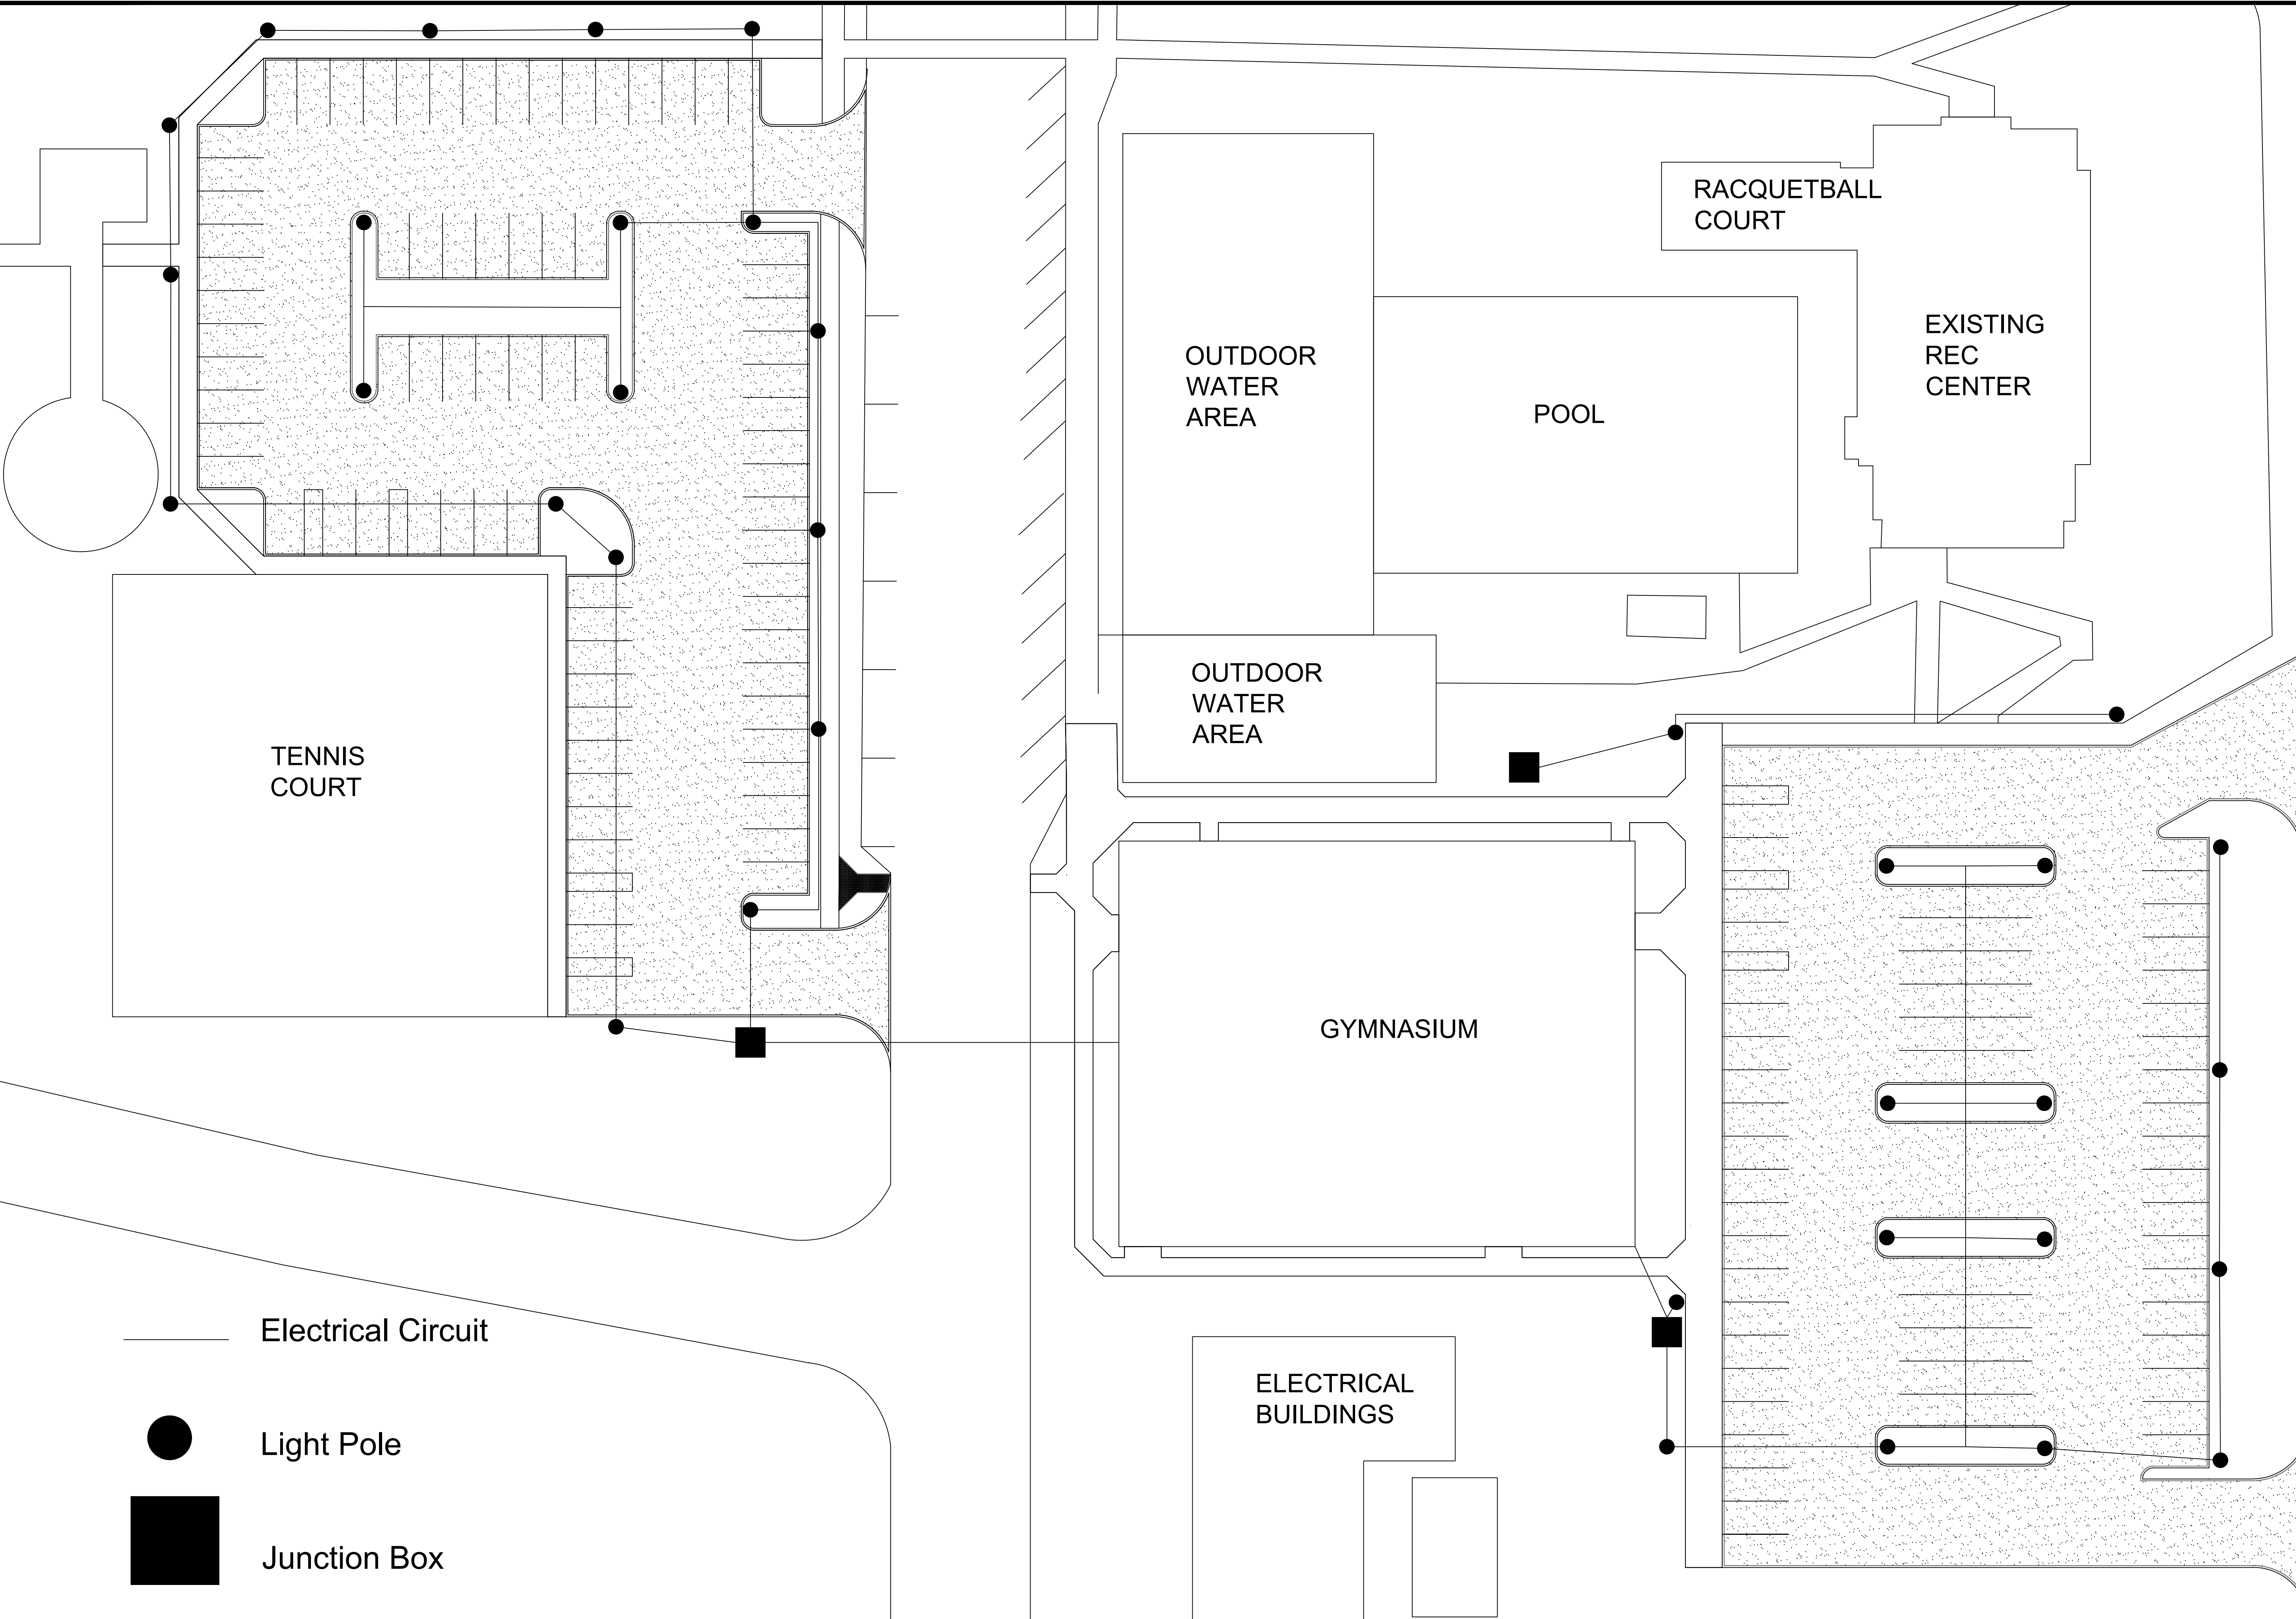 RACQUETBALL
COURT
EXISTING
REC
CENTER
OUTDOOR
WATER
AREA
POOL
OUTDOOR
WATER
AREA
TENNIS
COURT
GYMNASIUM
ELECTRICAL
BUILDINGS
Electrical Circuit
Light Pole
Junction Box